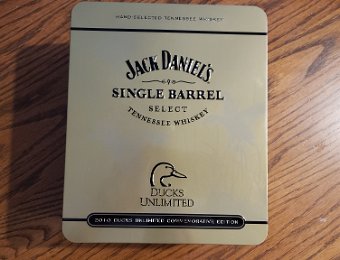 HAND SELECTED TENNESSEE WHISKEY
JACK DANIEL'S
SINGLE BARREL
SELECT
TENNESSEE WHISKEY
DUCKS
UNLIMITED
2010 DUCKS UNLIMITED COMMEMORATIVE EDITION